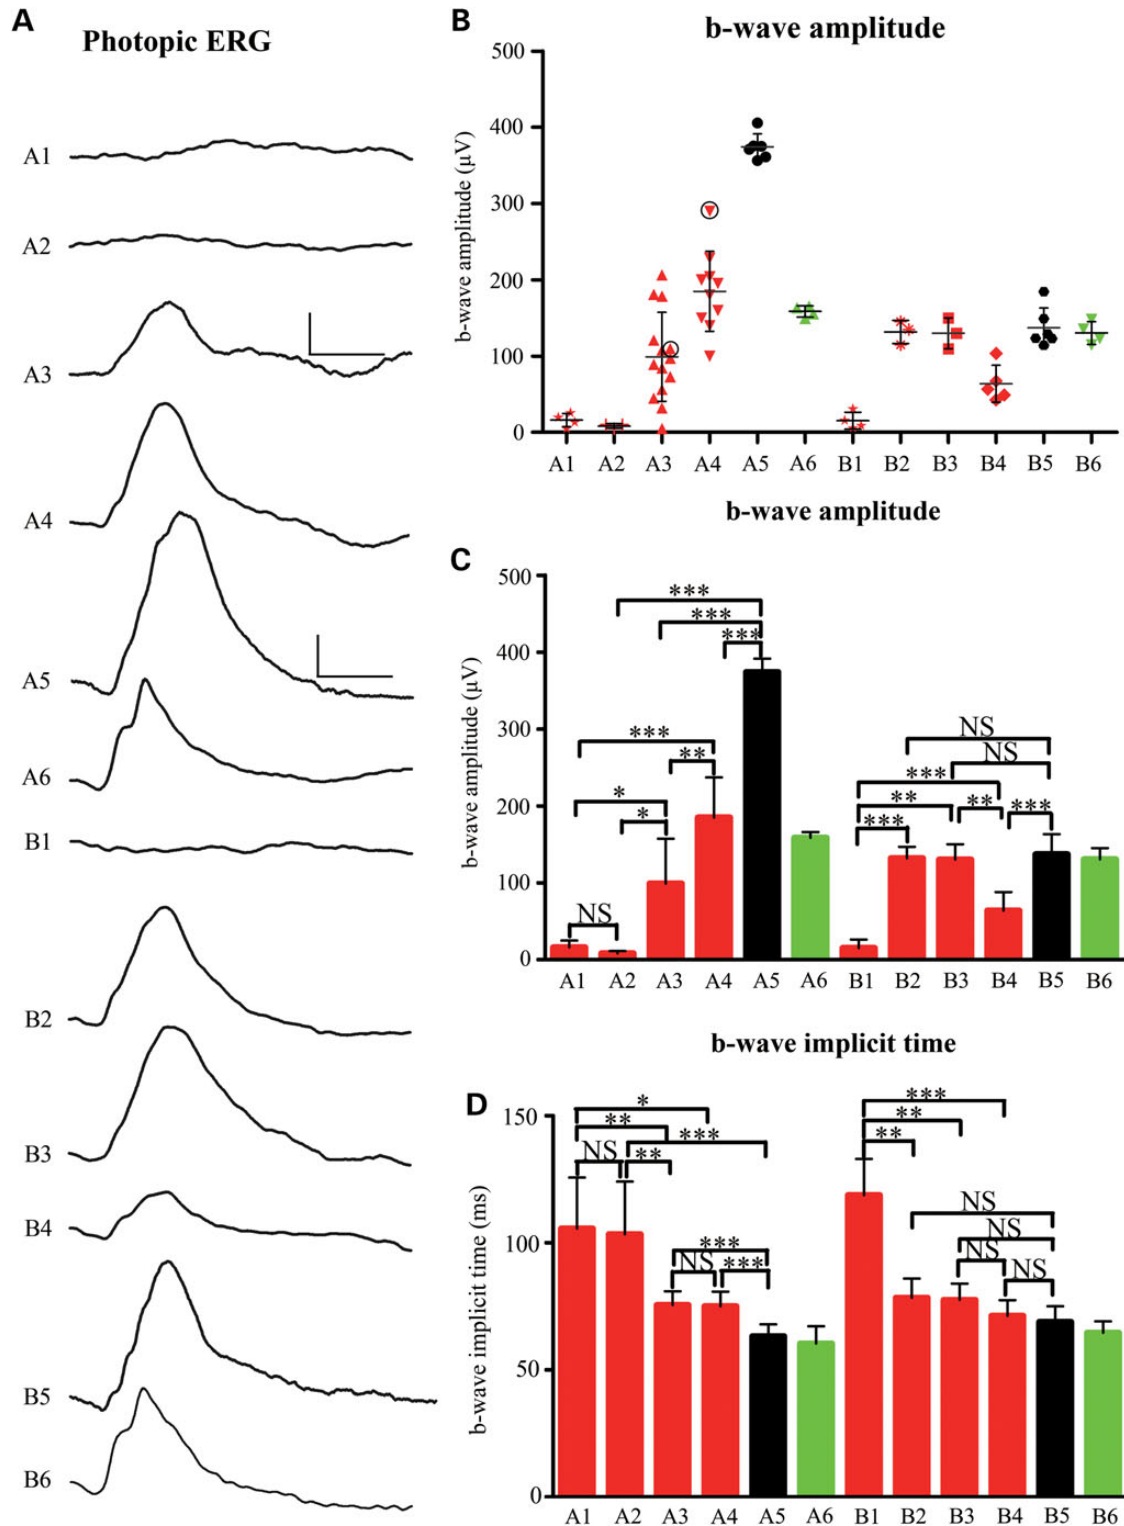 A
Photopic ERG
A1
A2
A3
A4
A5
A6
B1
B2
B3
B4
B5
B6
B
b-wave amplitude
b-wave amplitude (µV)
500
400
300
200
100
0
A1 A2 A3 A4 A5 A6 B1 B2 B3 B4 B5 B6
b-wave amplitude
C
b-wave amplitude (µV)
500
400
300
200
100
0
***
***
***
***
**
*
*
NS
NS
NS
***
**
**
***
***
A1 A2 A3 A4 A5 A6 B1 B2 B3 B4 B5 B6
b-wave implicit time
D
b-wave implicit time (ms)
150
100
50
0
*
**
***
NS
**
***
NS
***
***
**
**
NS
NS
NS
NS
A1 A2 A3 A4 A5 A6 B1 B2 B3 B4 B5 B6